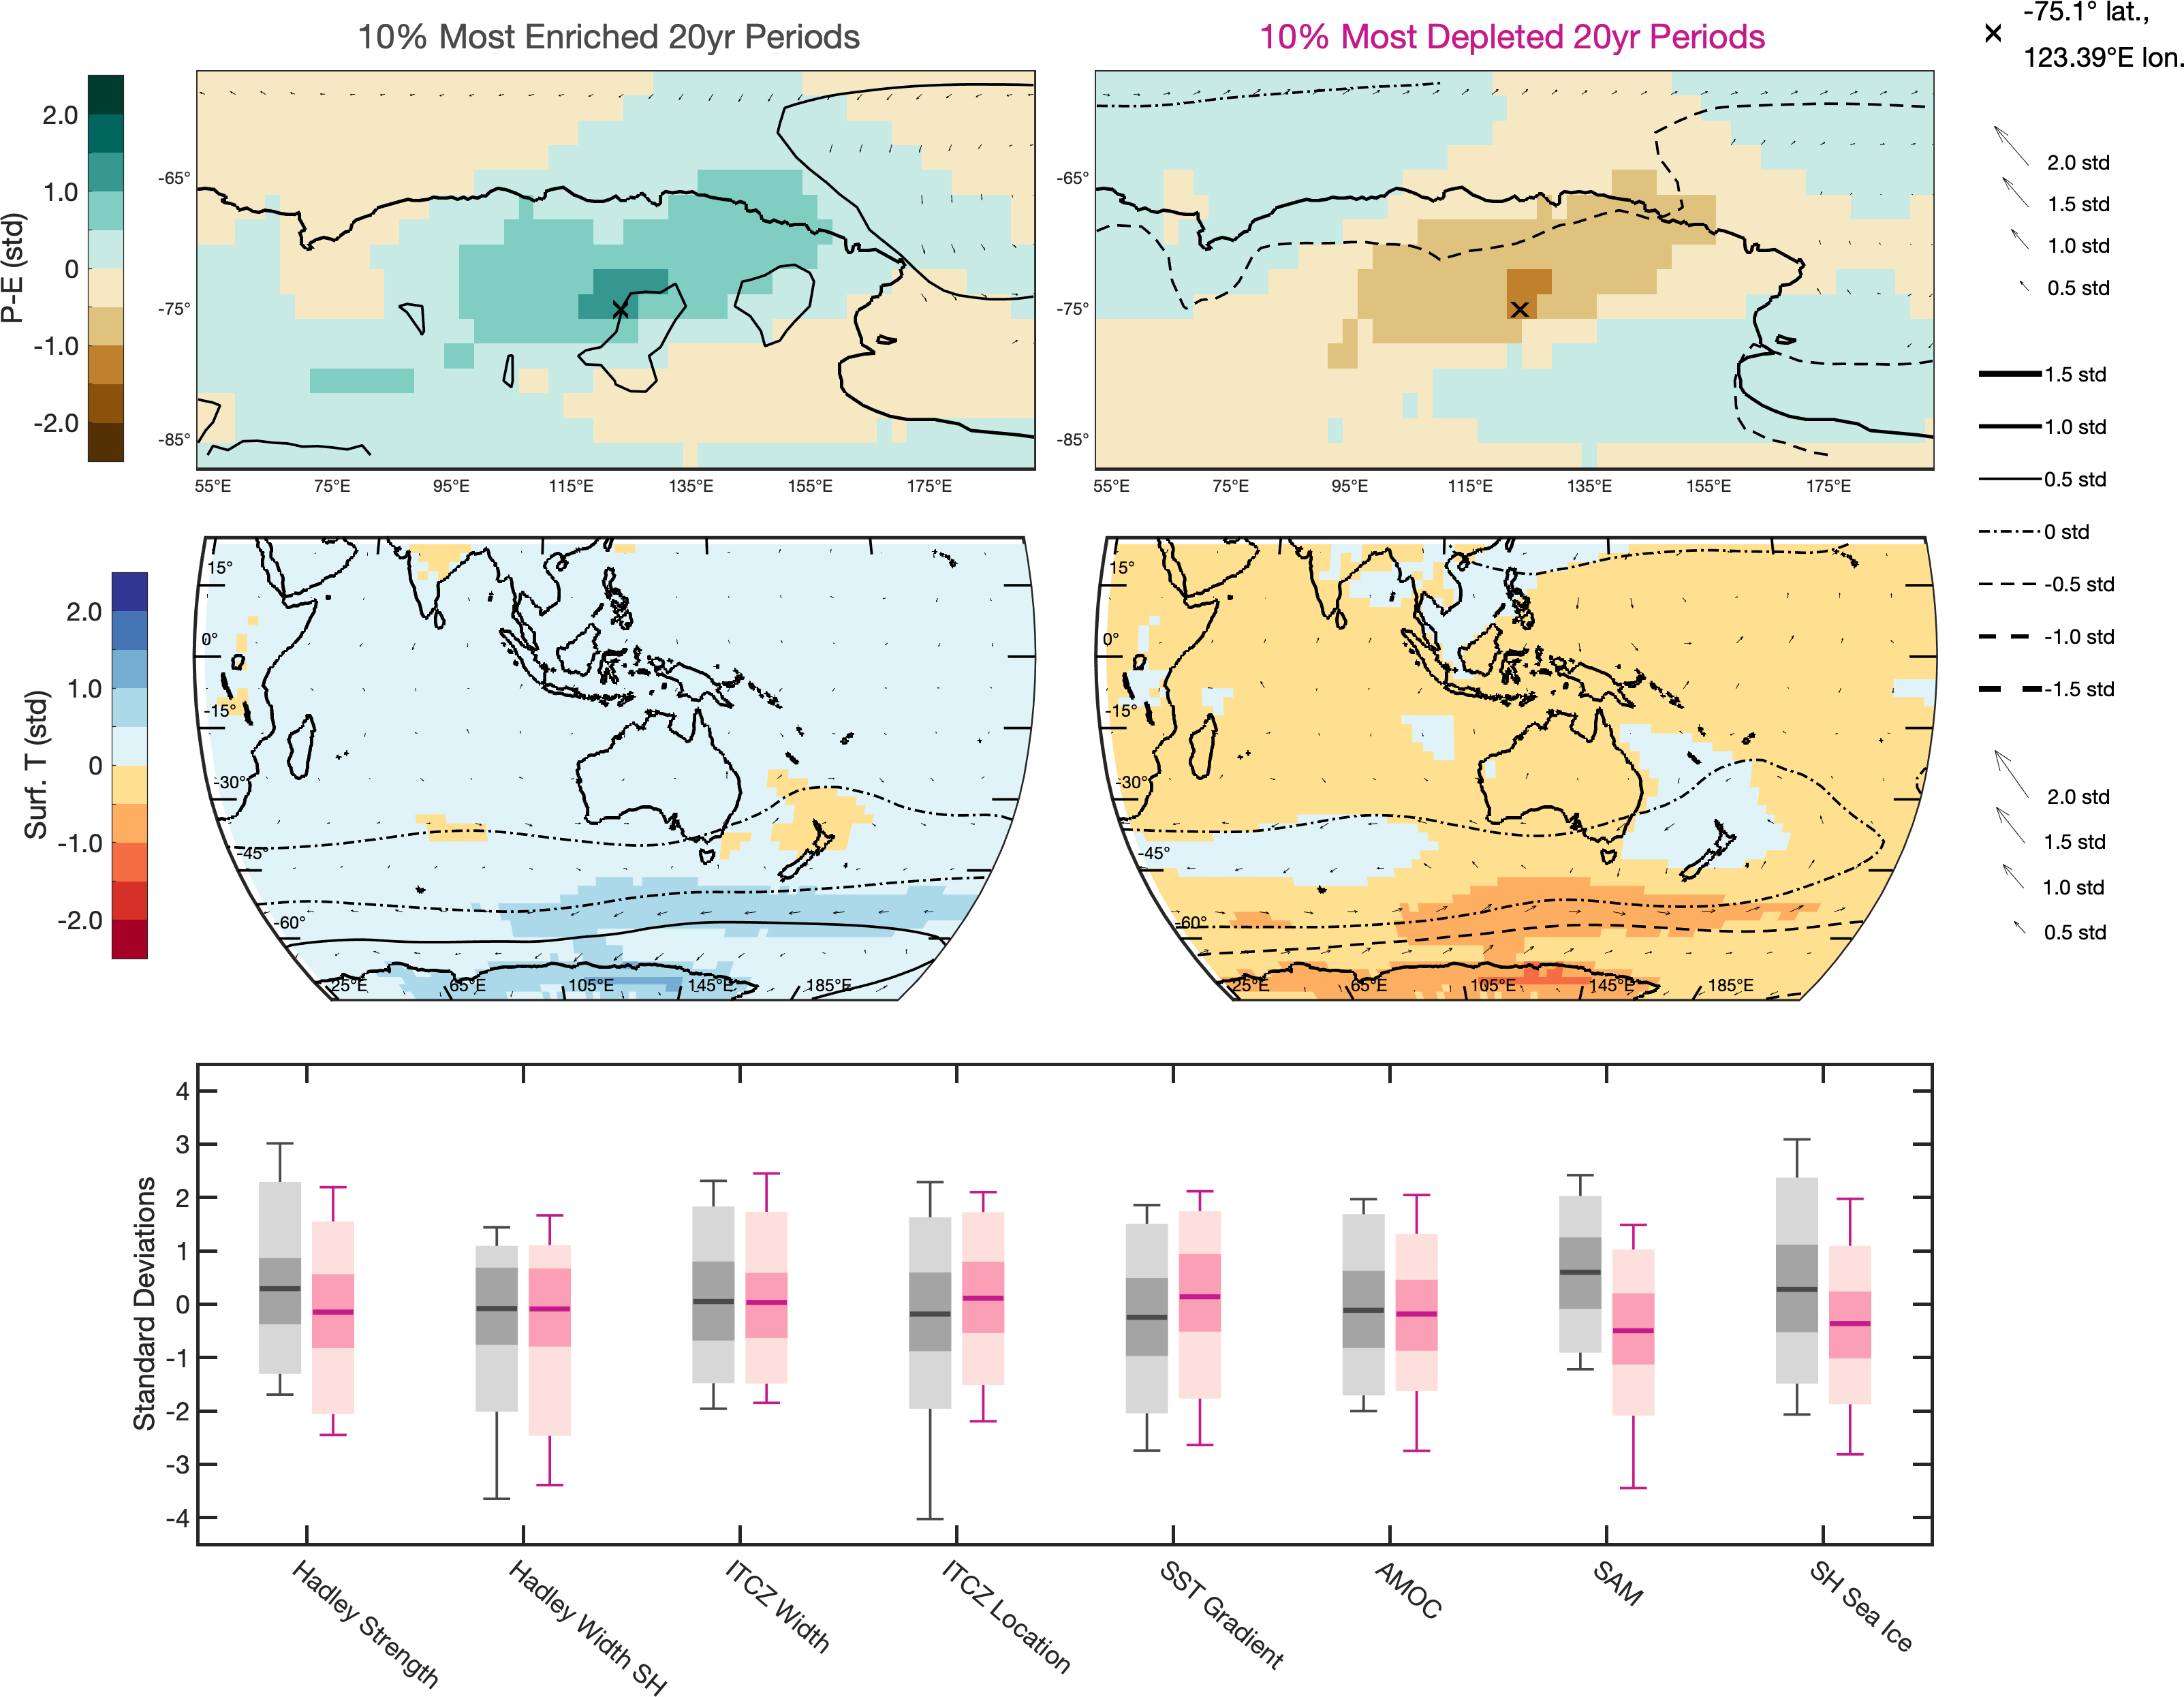 10% Most Enriched 20yr Periods
10% Most Depleted 20yr Periods
-75.1° lat.,
123.39°E lon.
P-E (std)
2.0
1.0
0
-1.0
-2.0
-65°
-75°
-85°
55°E 75°E 95°E 115°E 135°E 155°E 175°E
-65°
-75°
-85°
55°E 75°E 95°E 115°E 135°E 155°E 175°E
2.0 std
1.5 std
1.0 std
0.5 std
1.5 std
1.0 std
0.5 std
0 std
-0.5 std
-1.0 std
-1.5 std
Surf. T (std)
2.0
1.0
0
-1.0
-2.0
15°
0°
-15°
-30°
-45°
-60°
25°E 65°E 105°E 145°E 185°E
15°
0°
-15°
-30°
-45°
-60°
25°E 65°E 105°E 145°E 185°E
2.0 std
1.5 std
1.0 std
0.5 std
Standard Deviations
4
3
2
1
0
-1
-2
-3
-4
Hadley Strength
Hadley Width SH
ITCZ Width
ITCZ Location
SST Gradient
AMOC
SAM
SH Sea Ice